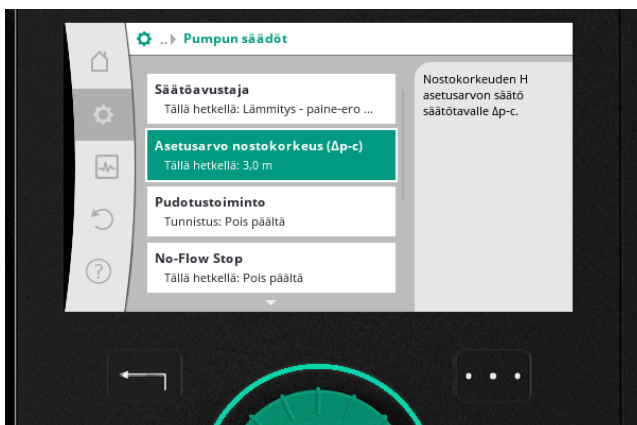 ..▸ Pumpun säädöt
Säätöavustaja
Tällä hetkellä: Lämmitys - paine-ero ...
Asetusarvo nostokorkeus (Δp-c)
Tällä hetkellä: 3,0 m
Pudotustoiminto
Tunnistus: Pois päältä
No-Flow Stop
Tällä hetkellä: Pois päältä
Nostokorkeuden H
asetusarvon säätö
säätötavalle Δp-c.
?